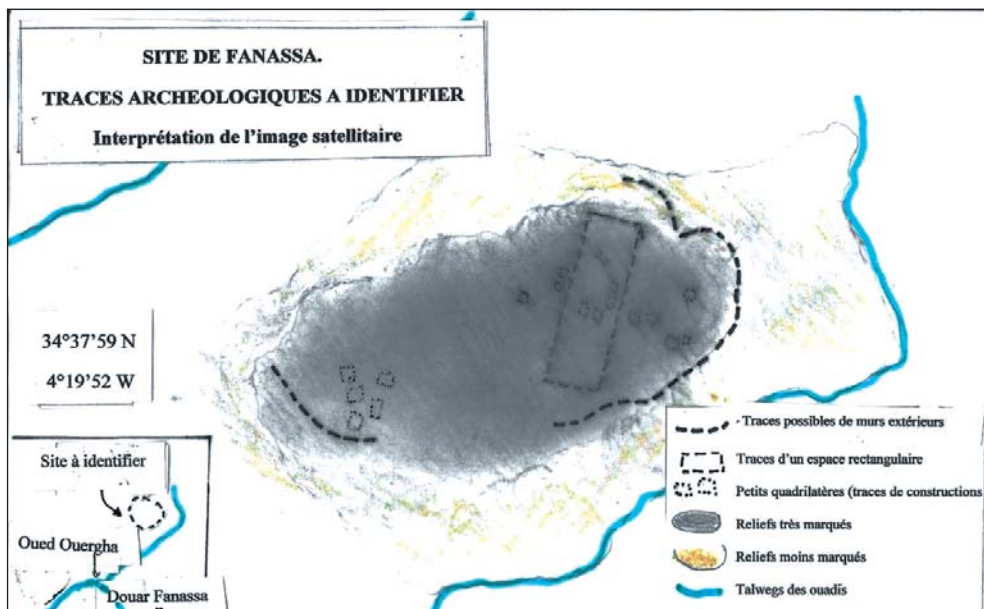 SITE DE FANASSA.
TRACES ARCHEOLOGIQUES A IDENTIFIER
Interprétation de l'image satellitaire
34°37'59 N
4°19'52 W
Site à identifier
Oued Ouergha
Douar Fanassa
- Traces possibles de murs extérieurs
Traces d'un espace rectangulaire
Petits quadrilatères (traces de constructions
Reliefs très marqués
Reliefs moins marqués
Talwegs des ouadis